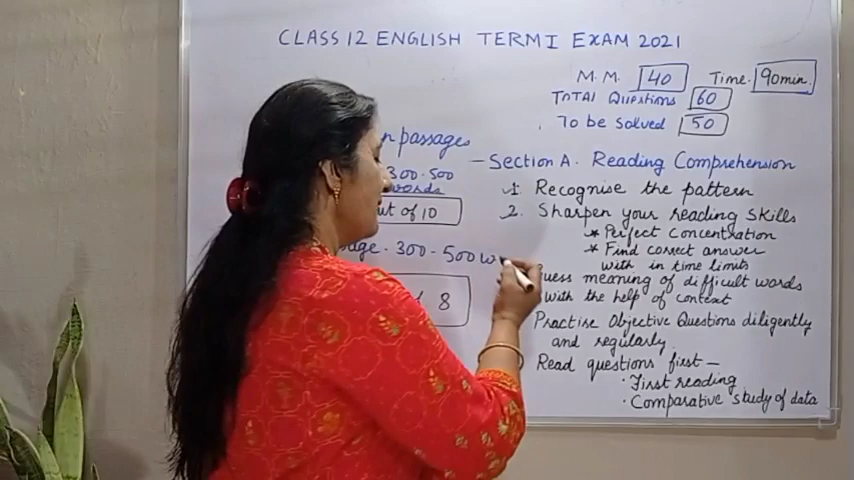 CLASS 12 ENGLISH TERM I EXAM 2021
M.M. 40 Time. 90min.
TOTAL QUESTIONS 60
To be Solved 50
passages
300-500
words
out of 10
300 - 500 w
8
- Section A. Reading Comprehension
1. Recognise the pattern
2. Sharpen your reading skills
* Perfect Concentration
* Find correct answer
with in time limits
uess meaning of difficult words
with the help of context
Practise Objective Questions diligently
and regularly
Read questions first —
· First reading
· Comparative study of data